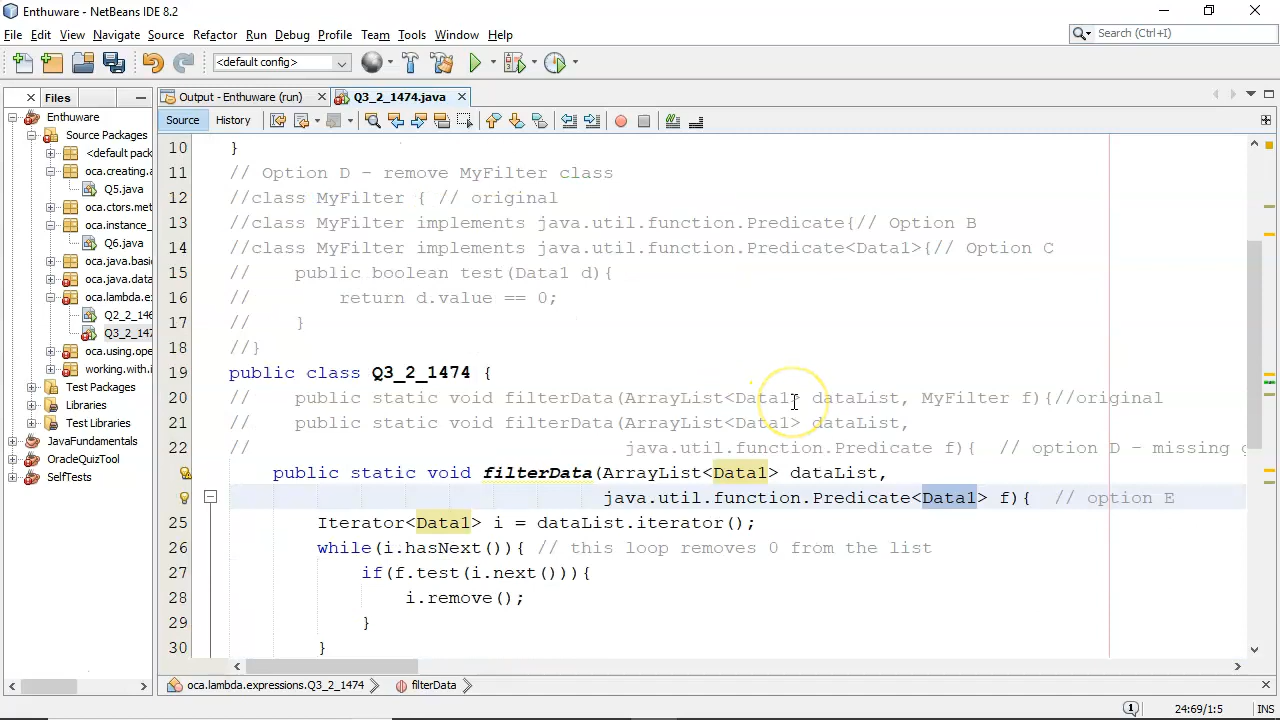 Enthuware - NetBeans IDE 8.2
File Edit View Navigate Source Refactor Run Debug Profile Team Tools Window Help
Search (Ctrl+I)
<default config>
Files
Output - Enthuware (run)
Q3_2_1474.java
Source History
Enthuware
Source Packages
<default pack
oca.creating.a
Q5.java
oca.ctors.met
oca.instance_
Q6.java
oca.java.basic
oca.java.data
oca.lambda.ex
Q2_2_146
Q3_2_147
oca.using.ope
working.with.i
Test Packages
Libraries
Test Libraries
JavaFundamentals
OracleQuizTool
SelfTests
10 }
11 // Option D - remove MyFilter class
12 //class MyFilter { // original
13 //class MyFilter implements java.util.function.Predicate{// Option B
14 //class MyFilter implements java.util.function.Predicate<Data1>{// Option C
15 // public boolean test(Data1 d){
16 // return d.value == 0;
17 // }
18 //}
19 public class Q3_2_1474 {
20 // public static void filterData(ArrayList<Data1> dataList, MyFilter f){//original
21 // public static void filterData(ArrayList<Data1> dataList,
22 // java.util.function.Predicate f){ // option D - missing
public static void filterData(ArrayList<Data1> dataList,
java.util.function.Predicate<Data1> f){ // option E
25 Iterator<Data1> i = dataList.iterator();
26 while(i.hasNext()){ // this loop removes 0 from the list
27 if(f.test(i.next())){
28 i.remove();
29 }
30 }
oca.lambda.expressions.Q3_2_1474 filterData
1 24:69/1:5 INS